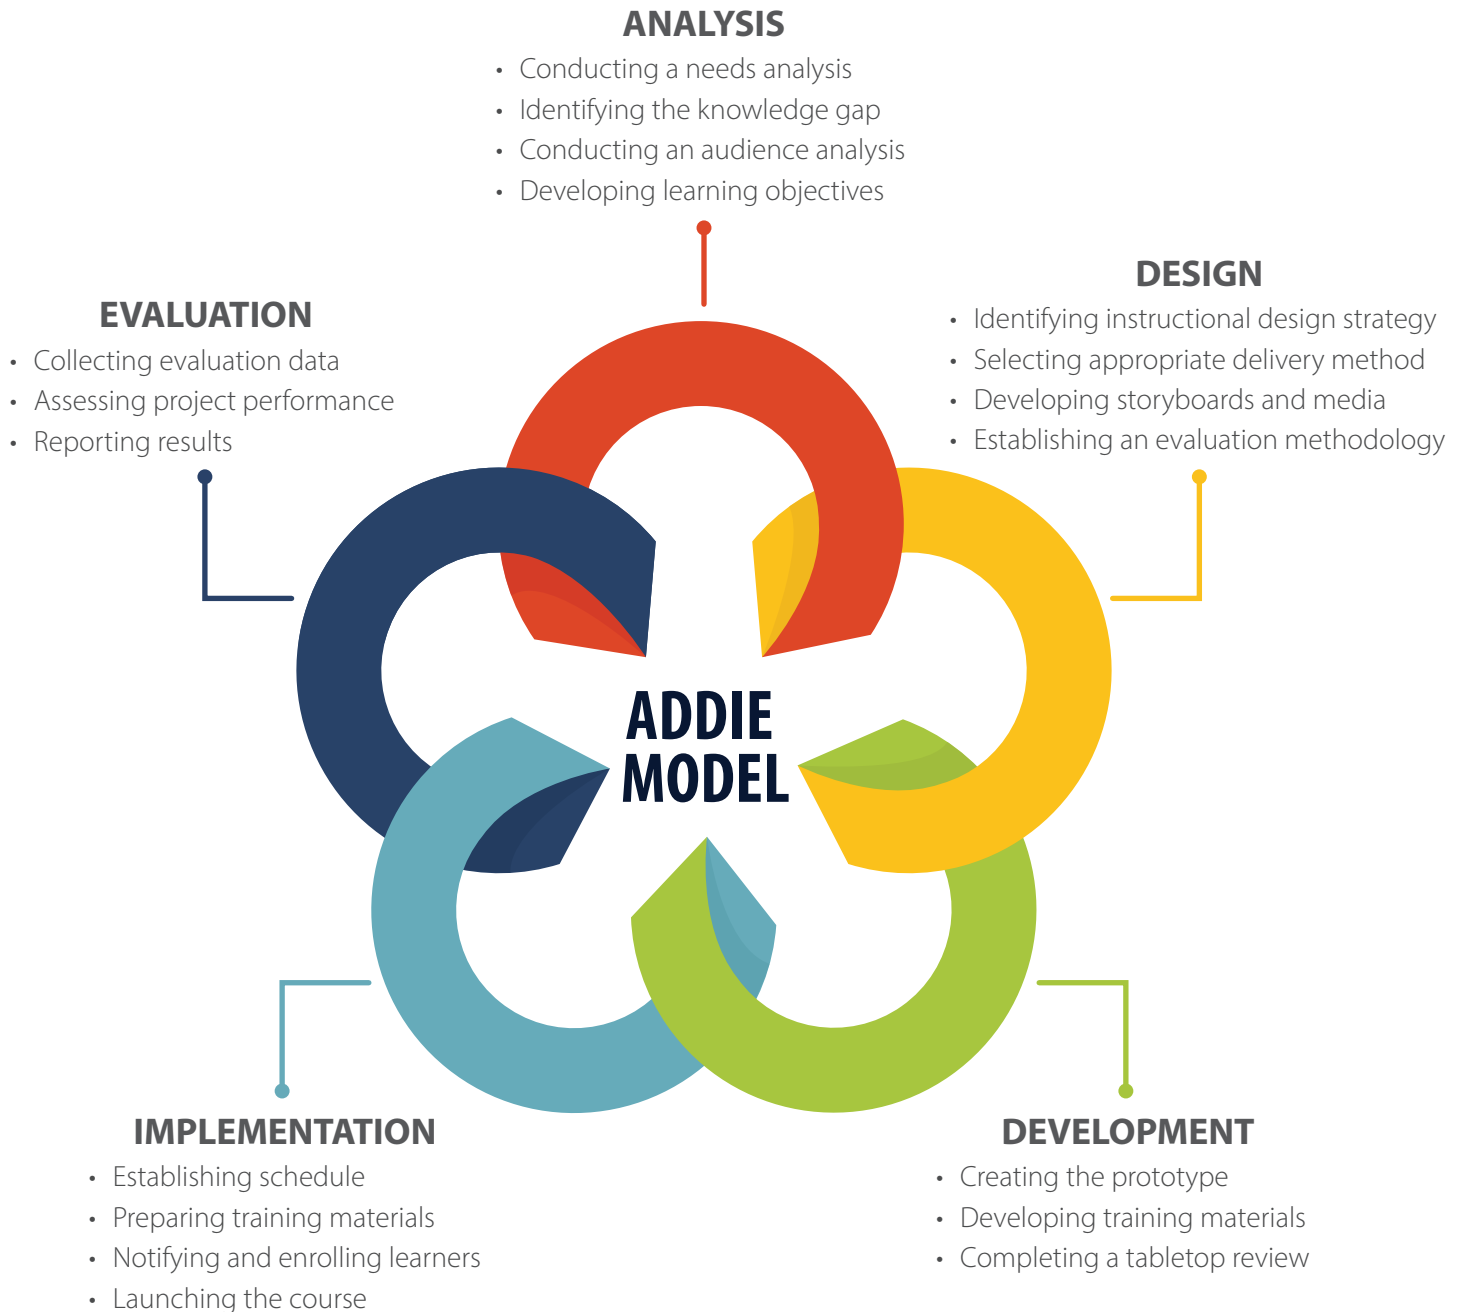 ANALYSIS
• Conducting a needs analysis
• Identifying the knowledge gap
• Conducting an audience analysis
• Developing learning objectives
DESIGN
• Identifying instructional design strategy
• Selecting appropriate delivery method
• Developing storyboards and media
• Establishing an evaluation methodology
EVALUATION
• Collecting evaluation data
• Assessing project performance
• Reporting results
ADDIE
MODEL
IMPLEMENTATION
• Establishing schedule
• Preparing training materials
• Notifying and enrolling learners
• Launching the course
DEVELOPMENT
• Creating the prototype
• Developing training materials
• Completing a tabletop review